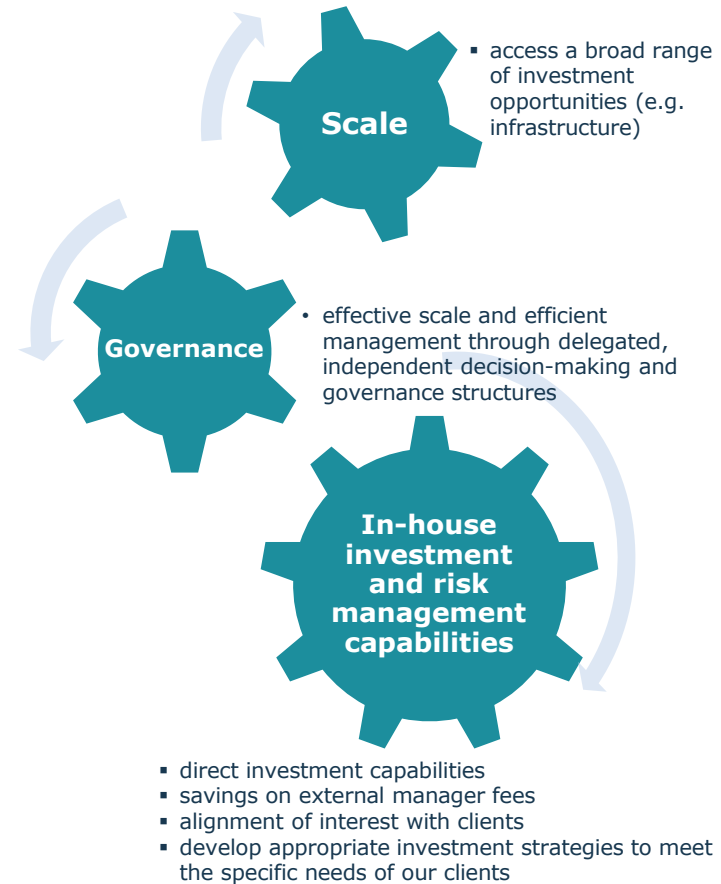 Scale
▪ access a broad range
of investment
opportunities (e.g.
infrastructure)
Governance
• effective scale and efficient
management through delegated,
independent decision-making and
governance structures
In-house
investment
and risk
management
capabilities
▪ direct investment capabilities
▪ savings on external manager fees
▪ alignment of interest with clients
▪ develop appropriate investment strategies to meet
the specific needs of our clients